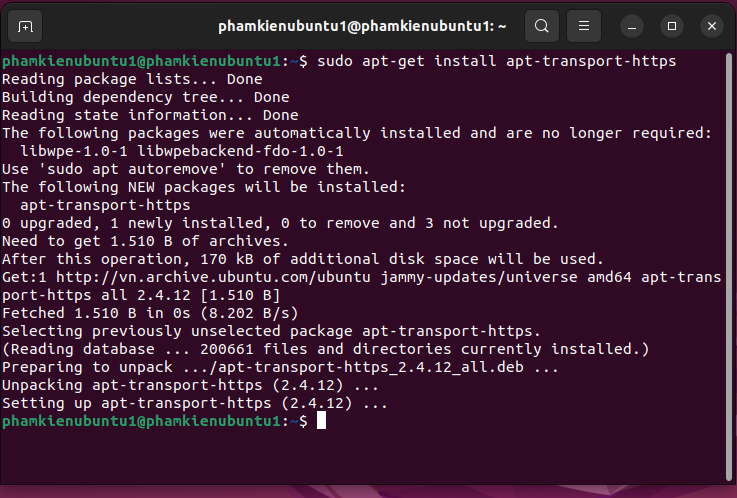 phamkienubuntu1@phamkienubuntu1: ~
phamkienubuntu1@phamkienubuntu1:~$ sudo apt-get install apt-transport-https
Reading package lists... Done
Building dependency tree... Done
Reading state information... Done
The following packages were automatically installed and are no longer required:
  libwpe-1.0-1 libwpebackend-fdo-1.0-1
Use 'sudo apt autoremove' to remove them.
The following NEW packages will be installed:
  apt-transport-https
0 upgraded, 1 newly installed, 0 to remove and 3 not upgraded.
Need to get 1.510 B of archives.
After this operation, 170 kB of additional disk space will be used.
Get:1 http://vn.archive.ubuntu.com/ubuntu jammy-updates/universe amd64 apt-trans
port-https all 2.4.12 [1.510 B]
Fetched 1.510 B in 0s (8.202 B/s)
Selecting previously unselected package apt-transport-https.
(Reading database ... 200661 files and directories currently installed.)
Preparing to unpack .../apt-transport-https_2.4.12_all.deb ...
Unpacking apt-transport-https (2.4.12) ...
Setting up apt-transport-https (2.4.12) ...
phamkienubuntu1@phamkienubuntu1:~$